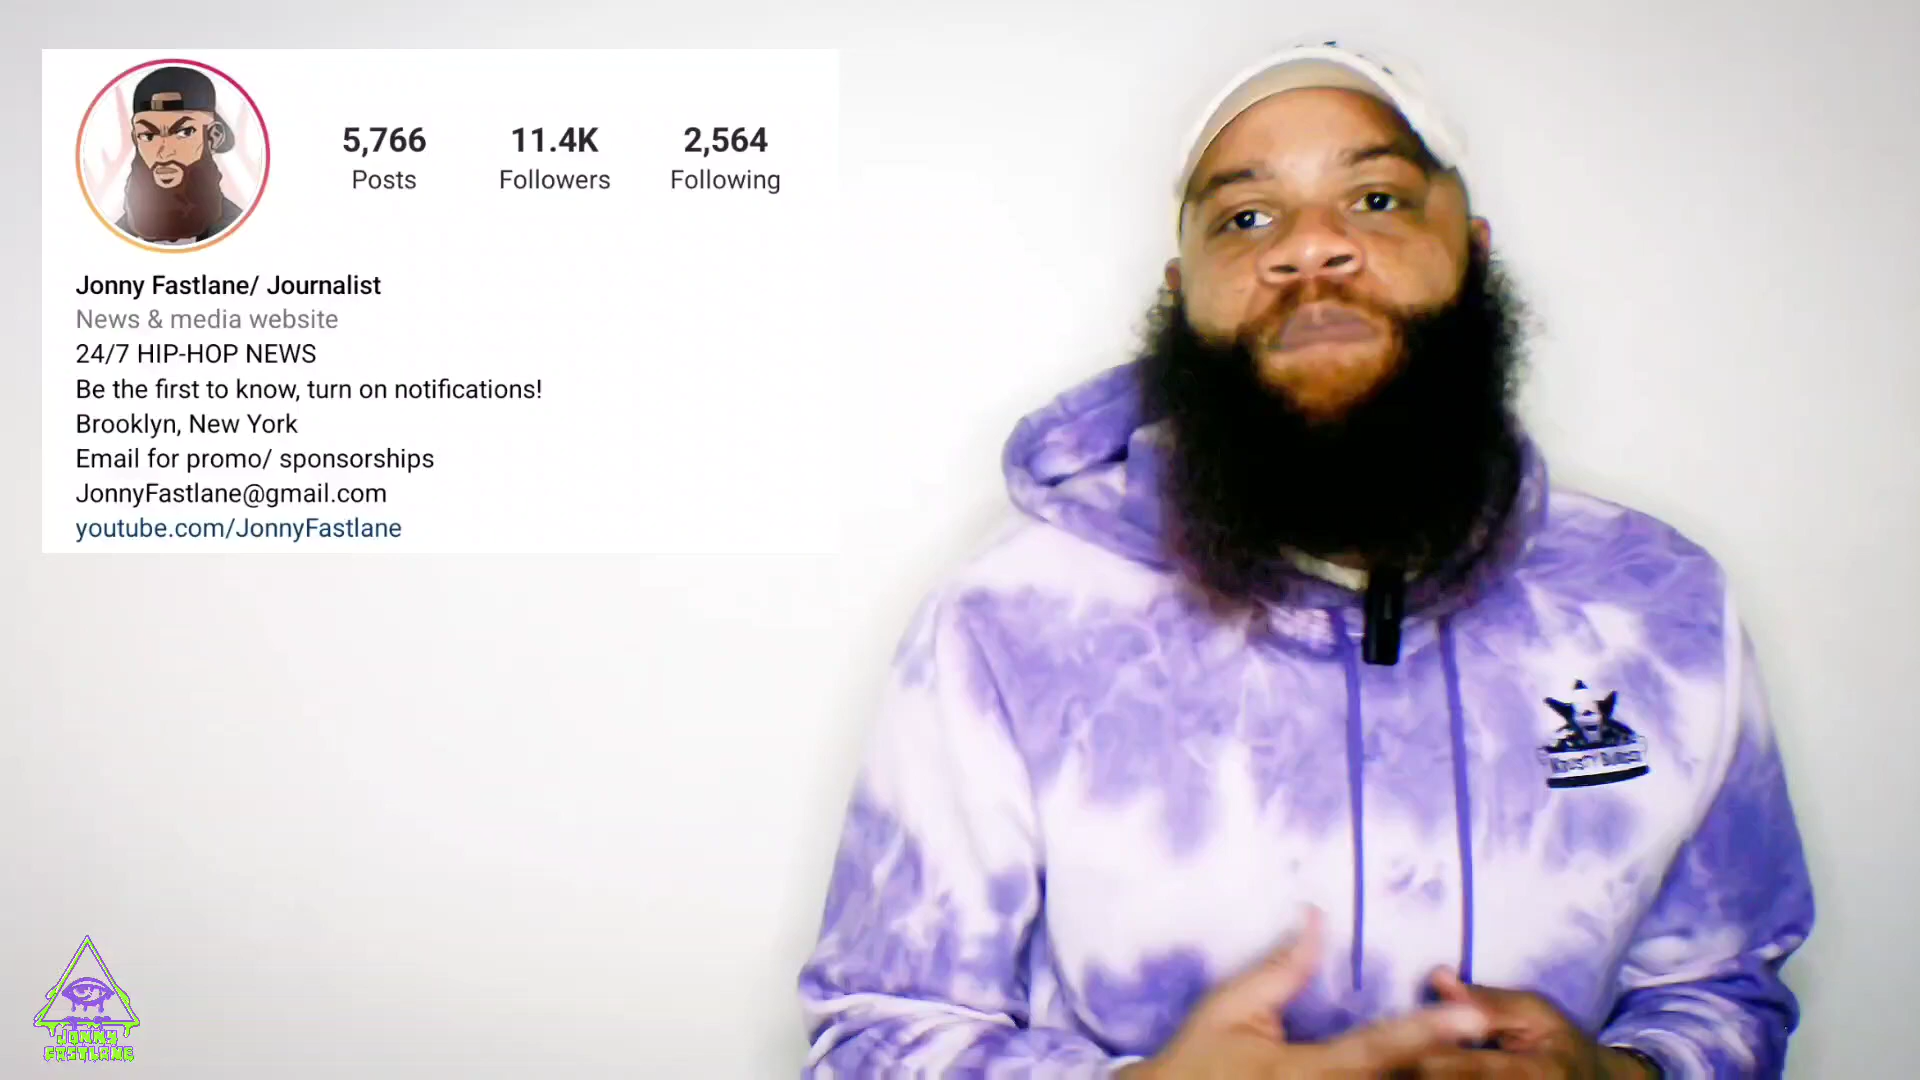 5,766 11.4K 2,564
Posts Followers Following
Jonny Fastlane/ Journalist
News & media website
24/7 HIP-HOP NEWS
Be the first to know, turn on notifications!
Brooklyn, New York
Email for promo/ sponsorships
JonnyFastlane@gmail.com
youtube.com/JonnyFastlane
KRUSTY BURGER
JONNY
FASTLANE